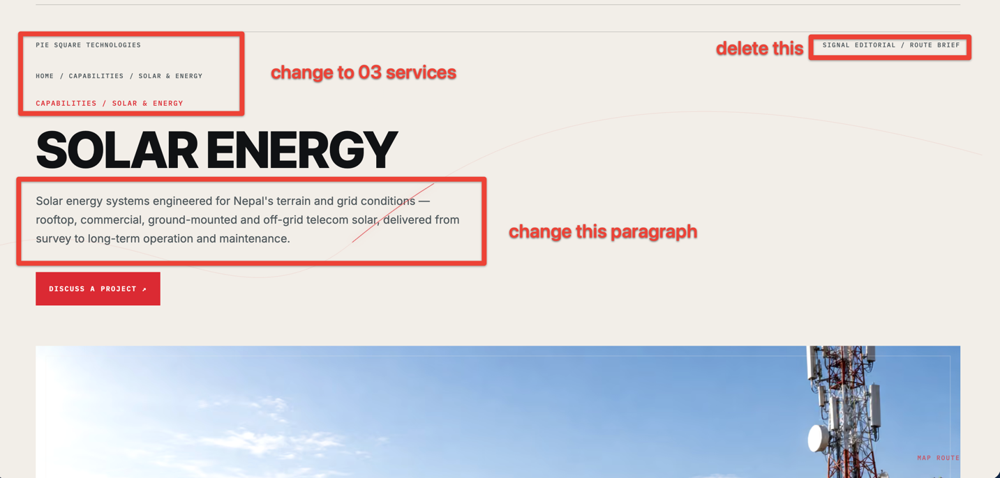 PIE SQUARE TECHNOLOGIES
delete this
SIGNAL EDITORIAL / ROUTE BRIEF
HOME / CAPABILITIES / SOLAR & ENERGY
change to 03 services
CAPABILITIES / SOLAR & ENERGY
SOLAR ENERGY
Solar energy systems engineered for Nepal's terrain and grid conditions —
rooftop, commercial, ground-mounted and off-grid telecom solar, delivered from
survey to long-term operation and maintenance.
change this paragraph
DISCUSS A PROJECT ↗
MAP ROUTE